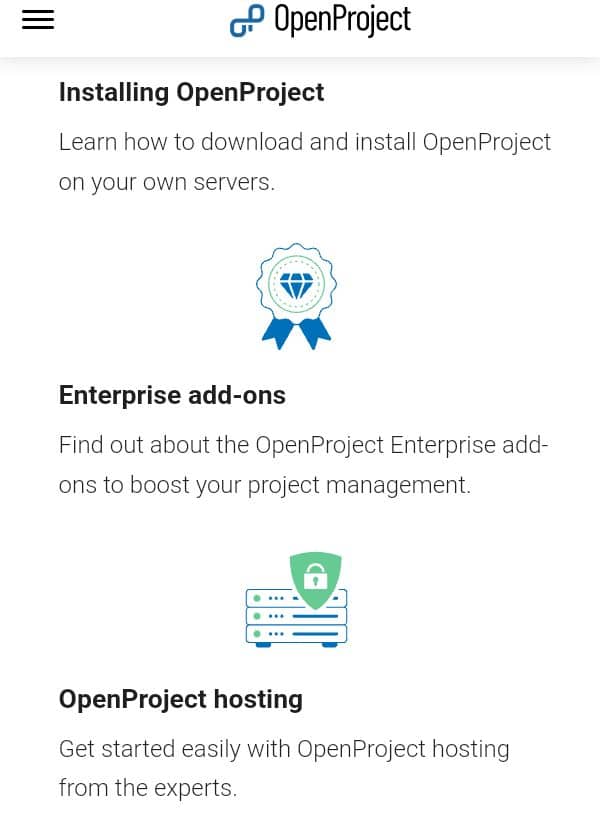 OpenProject
Installing OpenProject
Learn how to download and install OpenProject
on your own servers.
Enterprise add-ons
Find out about the OpenProject Enterprise add-
ons to boost your project management.
OpenProject hosting
Get started easily with OpenProject hosting
from the experts.